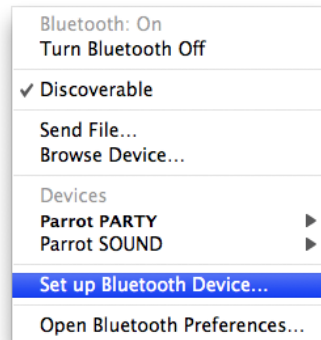 Bluetooth: On
Turn Bluetooth Off
Discoverable
Send File...
Browse Device...
Devices
Parrot PARTY
Parrot SOUND
Set up Bluetooth Device...
Open Bluetooth Preferences...